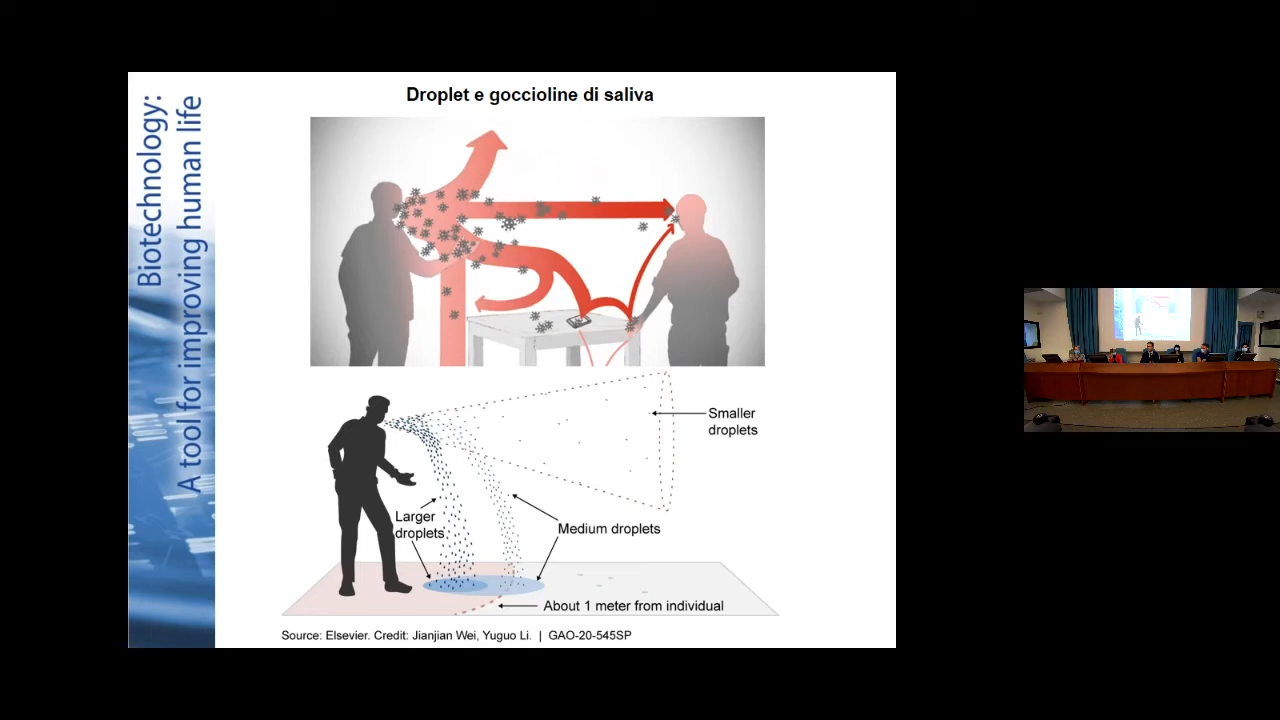 Biotechnology:
A tool for improving human life
Droplet e goccioline di saliva
Smaller
droplets
Larger
droplets
Medium droplets
About 1 meter from individual
Source: Elsevier. Credit: Jianjian Wei, Yuguo Li. | GAO-20-545SP